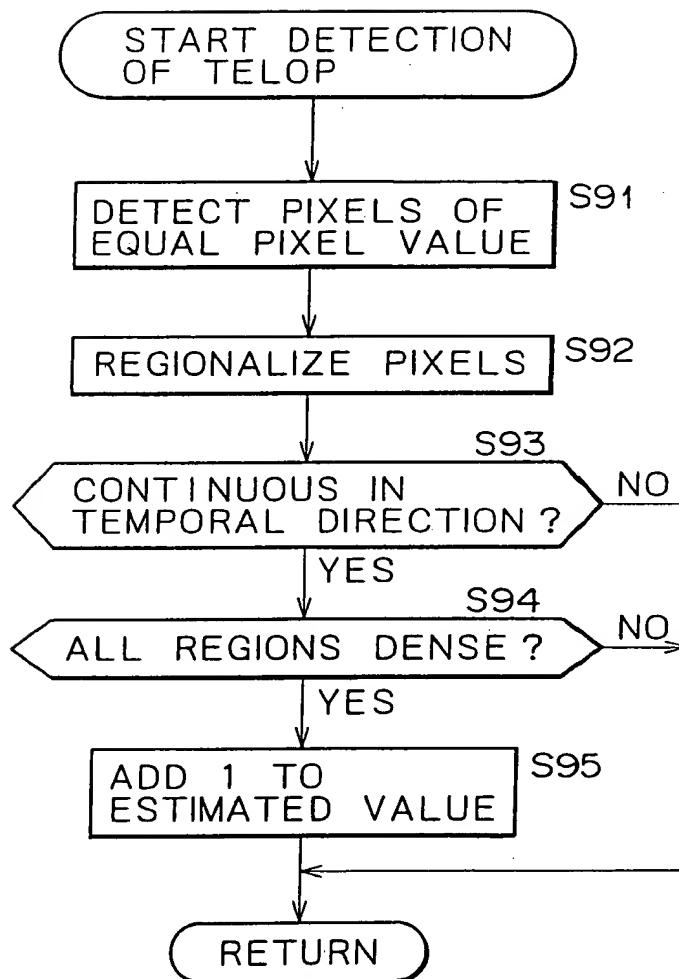 START DETECTION
OF TELOP
S91
DETECT PIXELS OF
EQUAL PIXEL VALUE
S92
REGIONALIZE PIXELS
S93
CONTINUOUS IN
TEMPORAL DIRECTION ?
NO
YES
S94
ALL REGIONS DENSE ?
NO
YES
S95
ADD 1 TO
ESTIMATED VALUE
RETURN